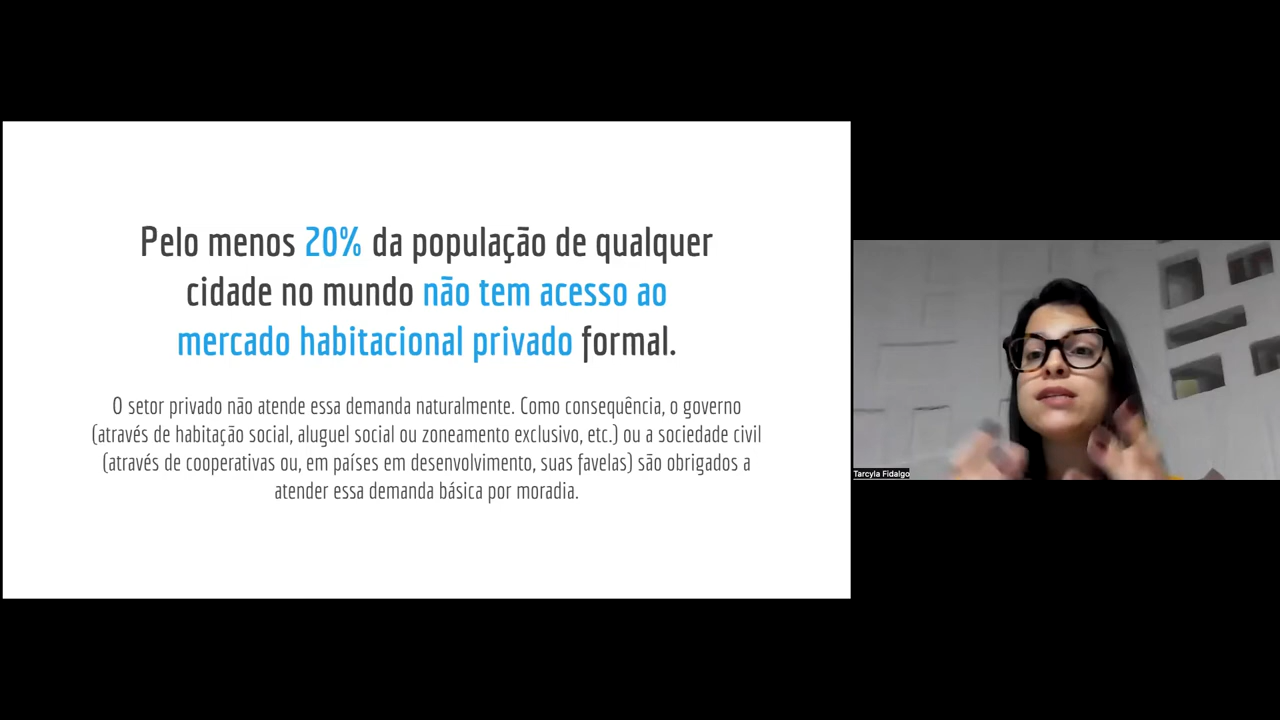 Pelo menos 20% da população de qualquer
cidade no mundo não tem acesso ao
mercado habitacional privado formal.
O setor privado não atende essa demanda naturalmente. Como consequência, o governo
(através de habitação social, aluguel social ou zoneamento exclusivo, etc.) ou a sociedade civil
(através de cooperativas ou, em países em desenvolvimento, suas favelas) são obrigados a
atender essa demanda básica por moradia.
Tarcyla Fidalgo